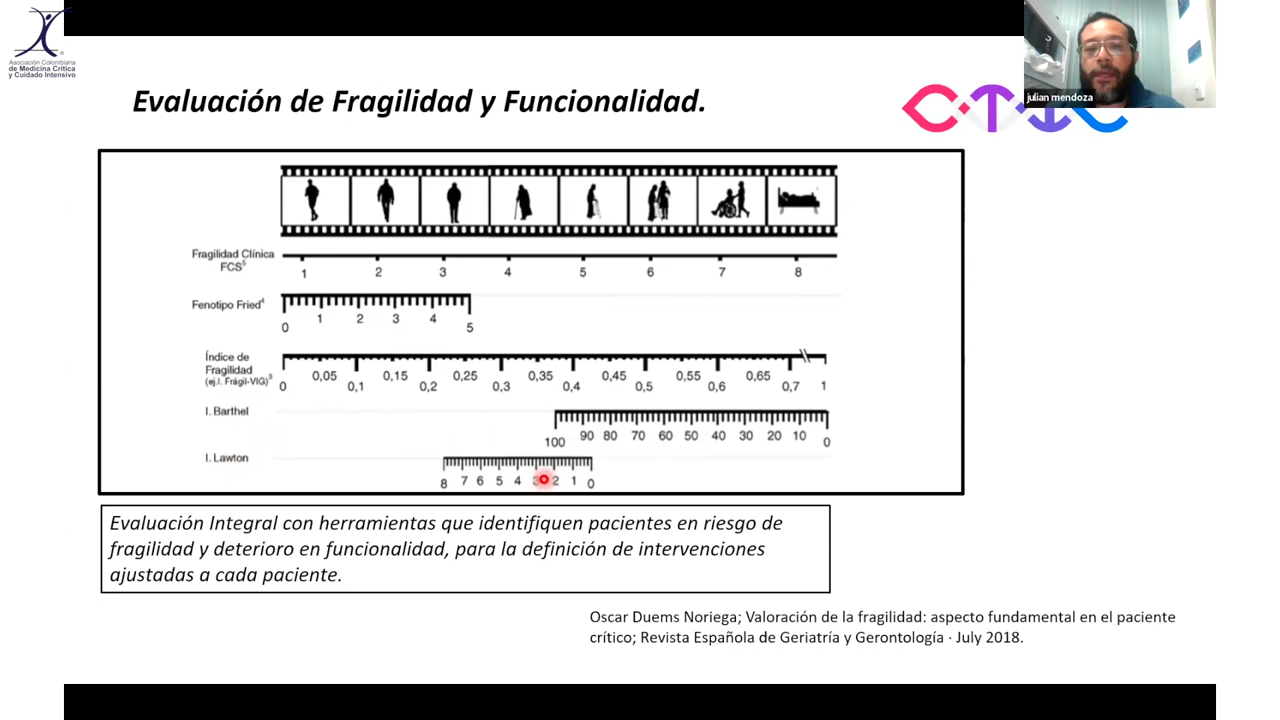 Asociación Colombiana
de Medicina Crítica
y Cuidado Intensivo
julian mendoza
Evaluación de Fragilidad y Funcionalidad.
CTIC
Fragilidad Clínica
FCS5
1 2 3 4 5 6 7 8
Fenotipo Fried4
0 1 2 3 4 5
Índice de
Fragilidad
(ej.I. Frágil-VIG)3
0 0,05 0,1 0,15 0,2 0,25 0,3 0,35 0,4 0,45 0,5 0,55 0,6 0,65 0,7 1
I. Barthel
100 90 80 70 60 50 40 30 20 10 0
I. Lawton
8 7 6 5 4 3 2 1 0
Evaluación Integral con herramientas que identifiquen pacientes en riesgo de
fragilidad y deterioro en funcionalidad, para la definición de intervenciones
ajustadas a cada paciente.
Oscar Duems Noriega; Valoración de la fragilidad: aspecto fundamental en el paciente
crítico; Revista Española de Geriatría y Gerontología · July 2018.